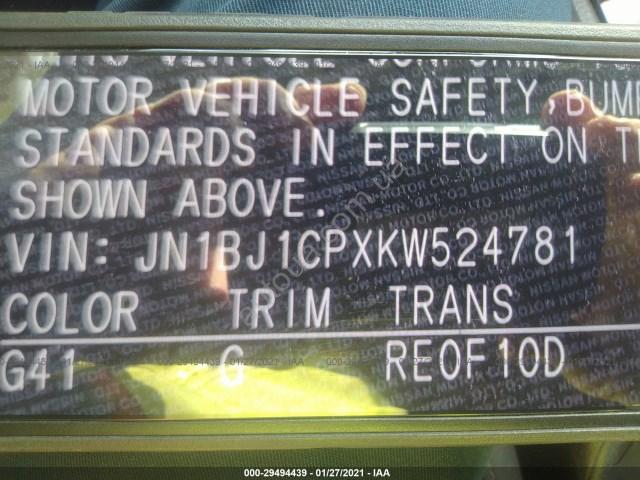 MOTOR VEHICLE SAFETY, BUM
STANDARDS IN EFFECT ON T
SHOWN ABOVE.
VIN: JN1BJ1CPXKW524781
COLOR TRIM TRANS
G41 G RE0F10D
000-29494439 / 01/27/2021 / IAA